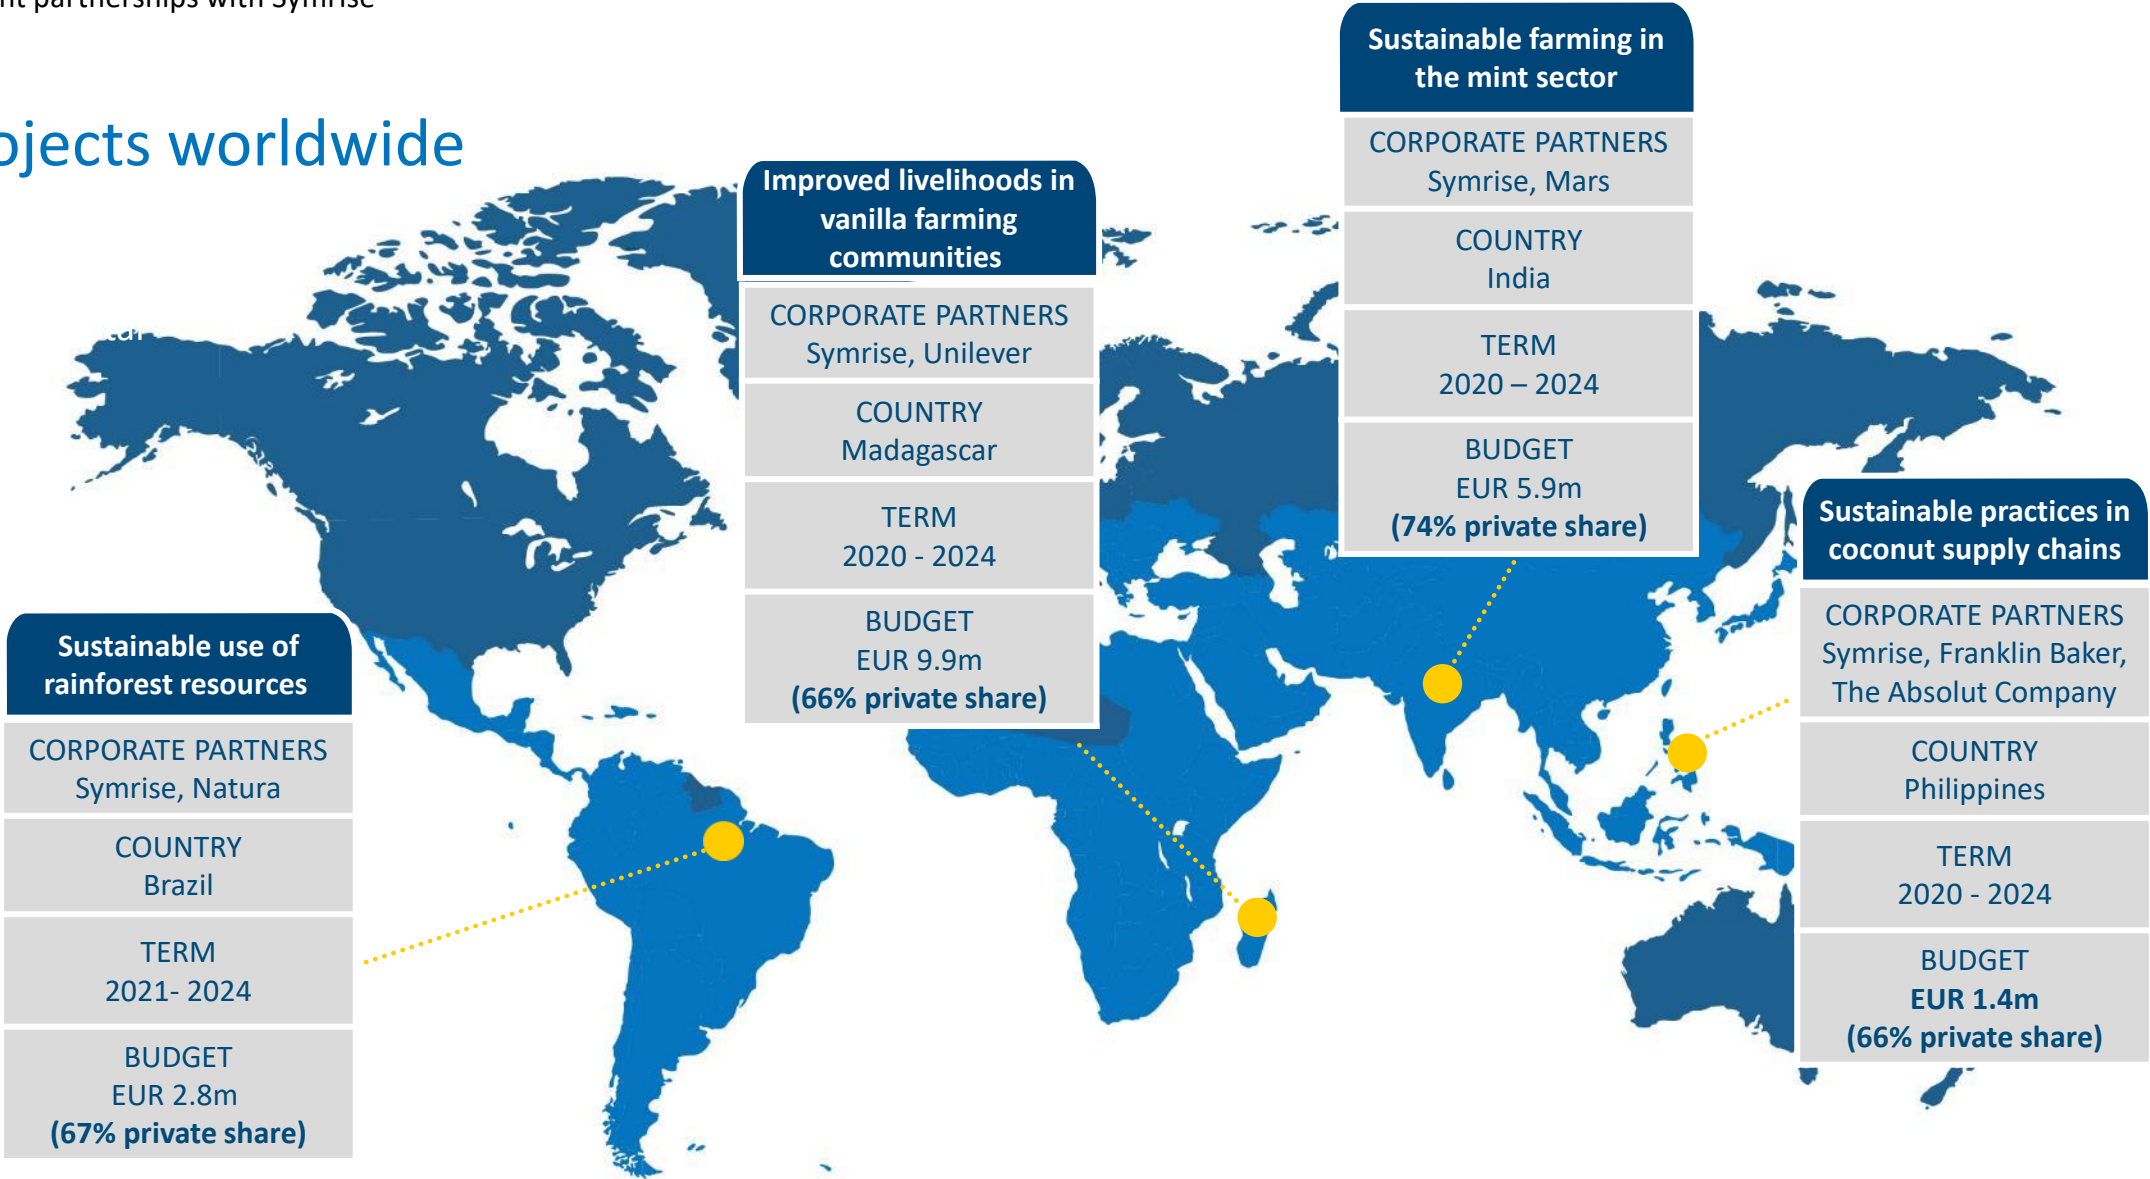 partnerships with Symrise
worldwide
Sustainable farming in
the mint sector
CORPORATE PARTNERS
Symrise, Mars
COUNTRY
India
TERM
2020 – 2024
BUDGET
EUR 5.9m
(74% private share)
Improved livelihoods in
vanilla farming
communities
CORPORATE PARTNERS
Symrise, Unilever
COUNTRY
Madagascar
TERM
2020 - 2024
BUDGET
EUR 9.9m
(66% private share)
Sustainable practices in
coconut supply chains
CORPORATE PARTNERS
Symrise, Franklin Baker,
The Absolut Company
COUNTRY
Philippines
TERM
2020 - 2024
BUDGET
EUR 1.4m
(66% private share)
Sustainable use of
rainforest resources
CORPORATE PARTNERS
Symrise, Natura
COUNTRY
Brazil
TERM
2021- 2024
BUDGET
EUR 2.8m
(67% private share)